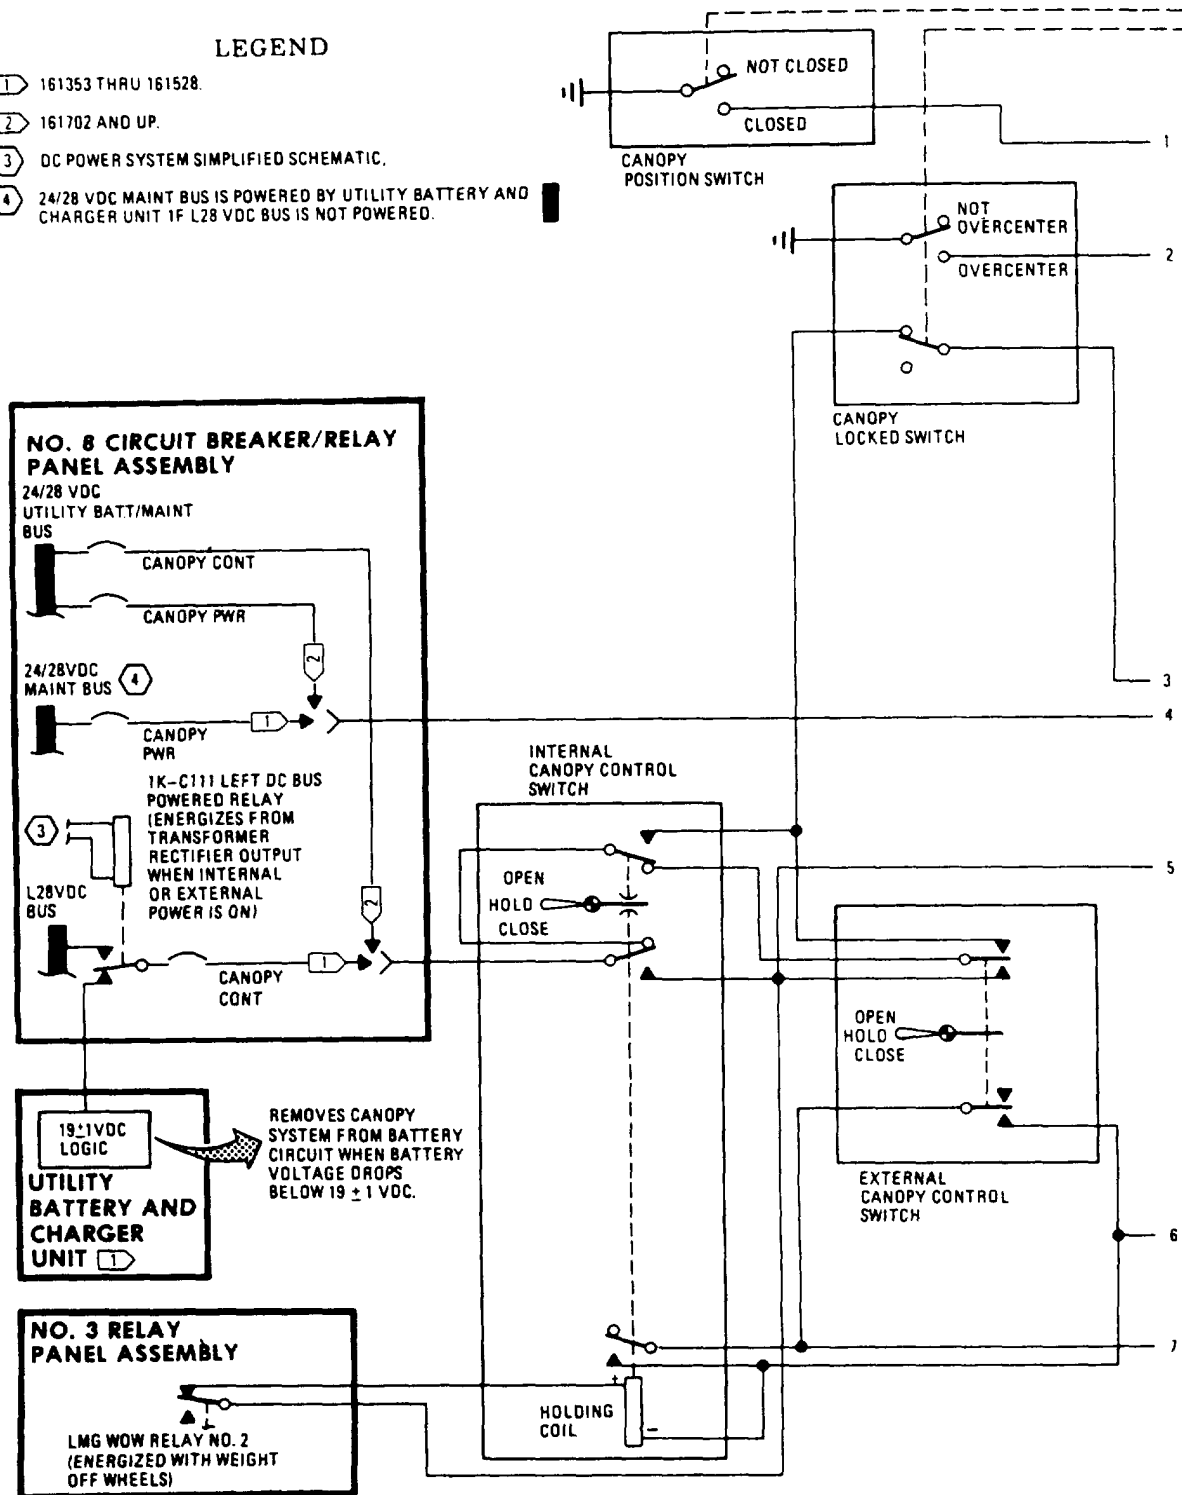 LEGEND
1 161353 THRU 161528.
2 161702 AND UP.
3 DC POWER SYSTEM SIMPLIFIED SCHEMATIC.
4 24/28 VDC MAINT BUS IS POWERED BY UTILITY BATTERY AND
CHARGER UNIT IF L28 VDC BUS IS NOT POWERED.
NOT CLOSED
CLOSED
CANOPY
POSITION SWITCH
1
NOT
OVERCENTER
OVERCENTER
2
CANOPY
LOCKED SWITCH
3
NO. 8 CIRCUIT BREAKER/RELAY
PANEL ASSEMBLY
24/28 VDC
UTILITY BATT/MAINT
BUS
CANOPY CONT
CANOPY PWR
2
24/28VDC
MAINT BUS 4
1
CANOPY
PWR
4
1K-C111 LEFT DC BUS
POWERED RELAY
(ENERGIZES FROM
TRANSFORMER
RECTIFIER OUTPUT
WHEN INTERNAL
OR EXTERNAL
POWER IS ON)
3
L28VDC
BUS
2
1
CANOPY
CONT
INTERNAL
CANOPY CONTROL
SWITCH
OPEN
HOLD
CLOSE
5
OPEN
HOLD
CLOSE
EXTERNAL
CANOPY CONTROL
SWITCH
6
19±1VDC
LOGIC
UTILITY
BATTERY AND
CHARGER
UNIT 1
REMOVES CANOPY
SYSTEM FROM BATTERY
CIRCUIT WHEN BATTERY
VOLTAGE DROPS
BELOW 19 ± 1 VDC.
NO. 3 RELAY
PANEL ASSEMBLY
LMG WOW RELAY NO. 2
(ENERGIZED WITH WEIGHT
OFF WHEELS)
7
+
HOLDING
COIL
-